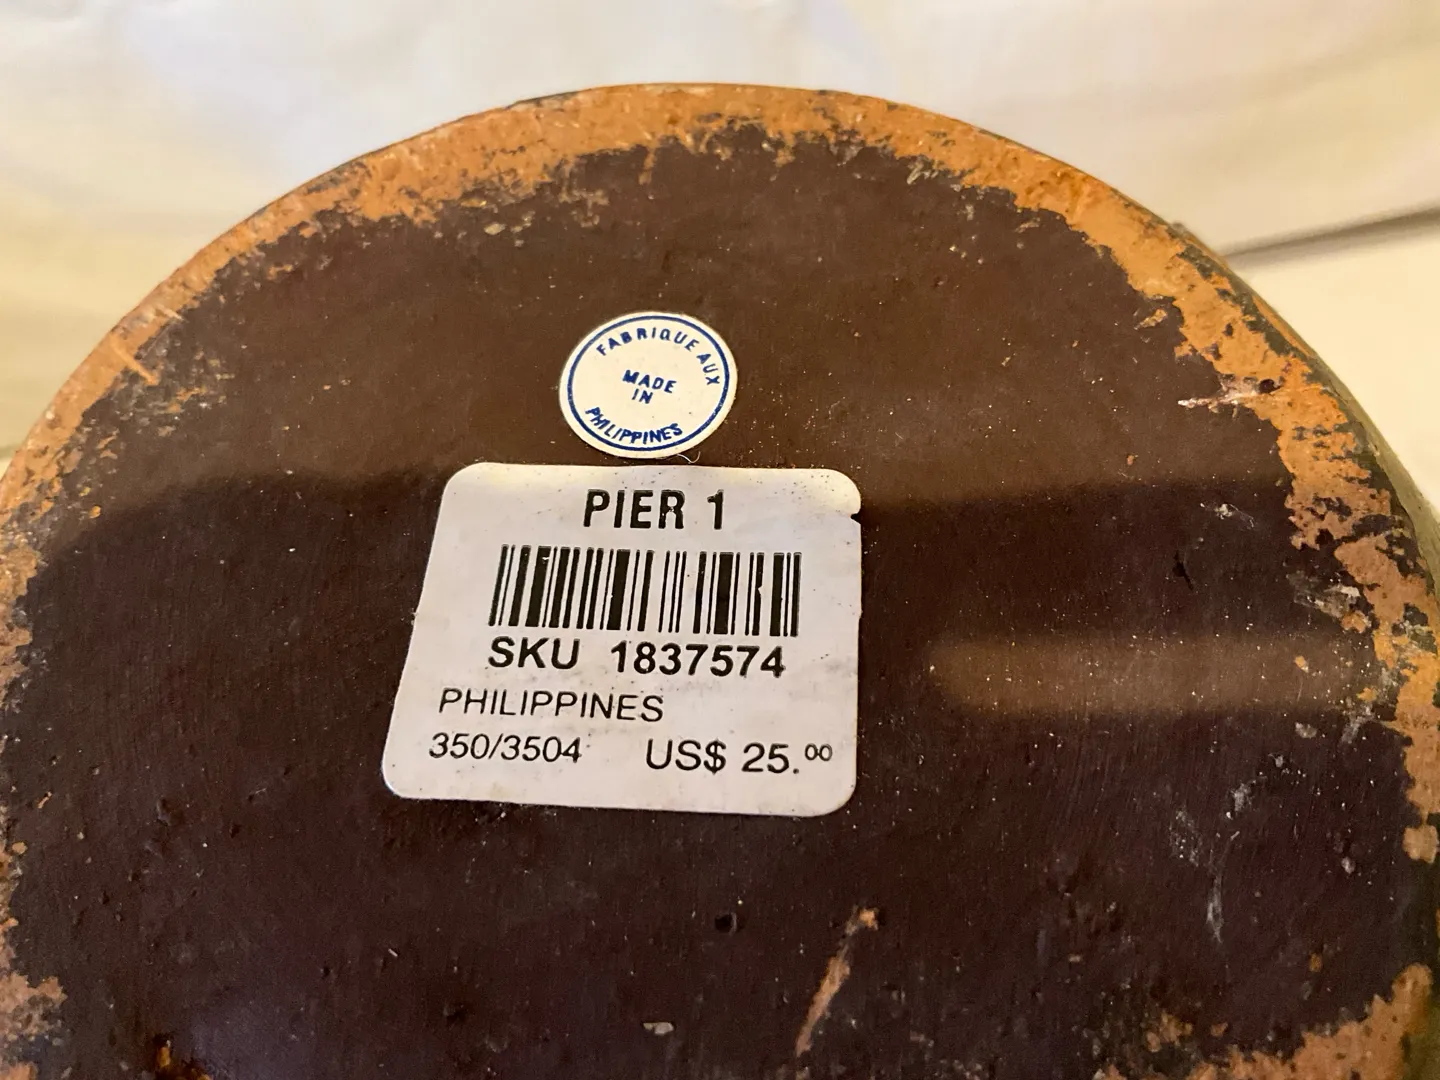 FABRIQUE AUX
MADE
IN
PHILIPPINES
PIER 1
SKU 1837574
PHILIPPINES
350/3504 US$ 25.00